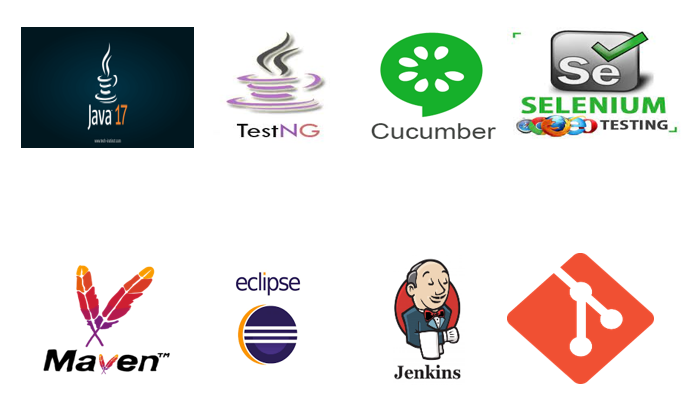 Java 17
TestNG
Cucumber
Se
SELENIUM
TESTING
Maven™
eclipse
Jenkins